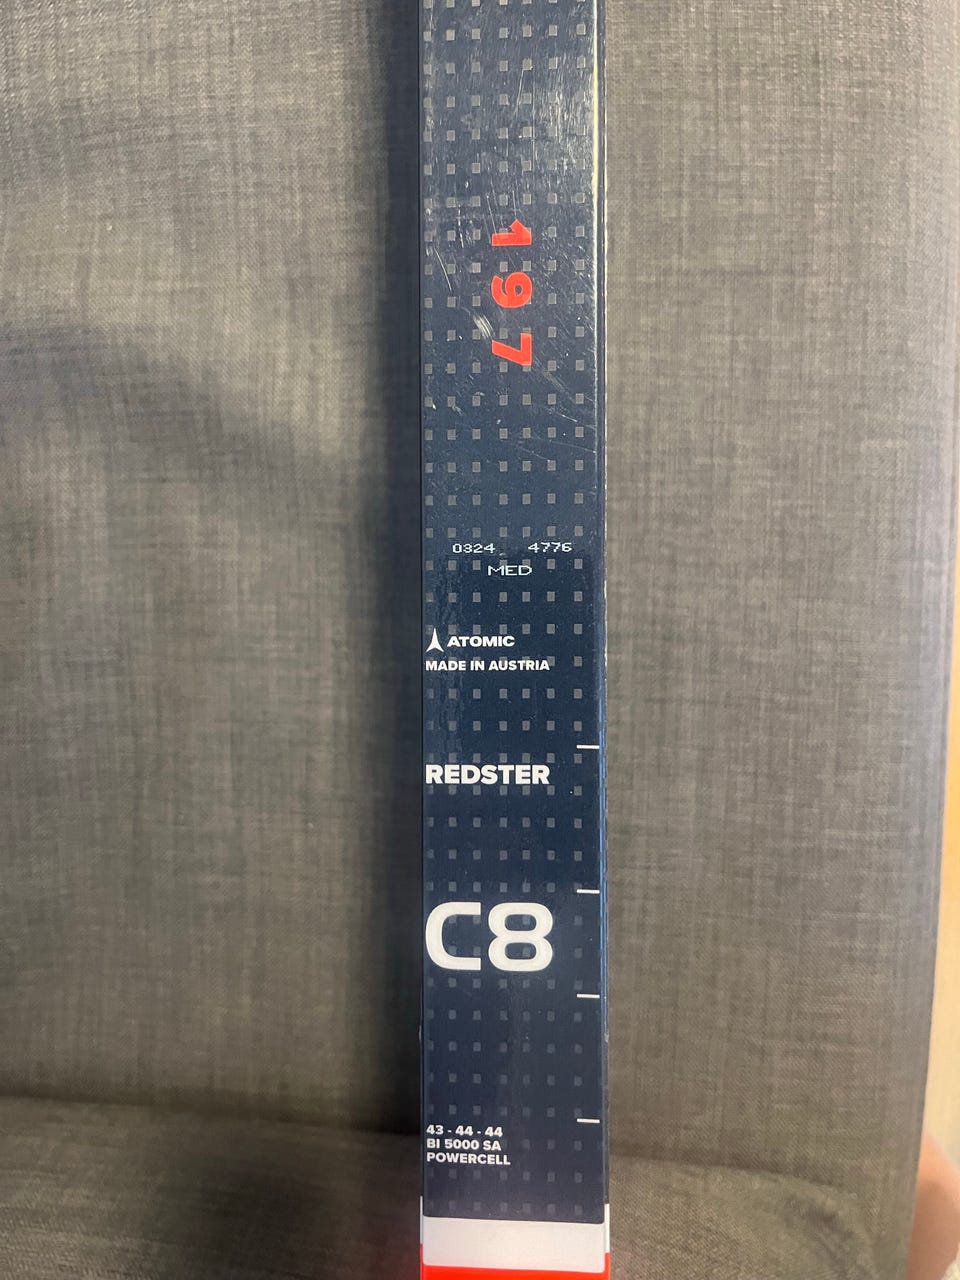 197
0324 4776
MED
ATOMIC
MADE IN AUSTRIA
REDSTER
C8
43 - 44 - 44
BI 5000 SA
POWERCELL